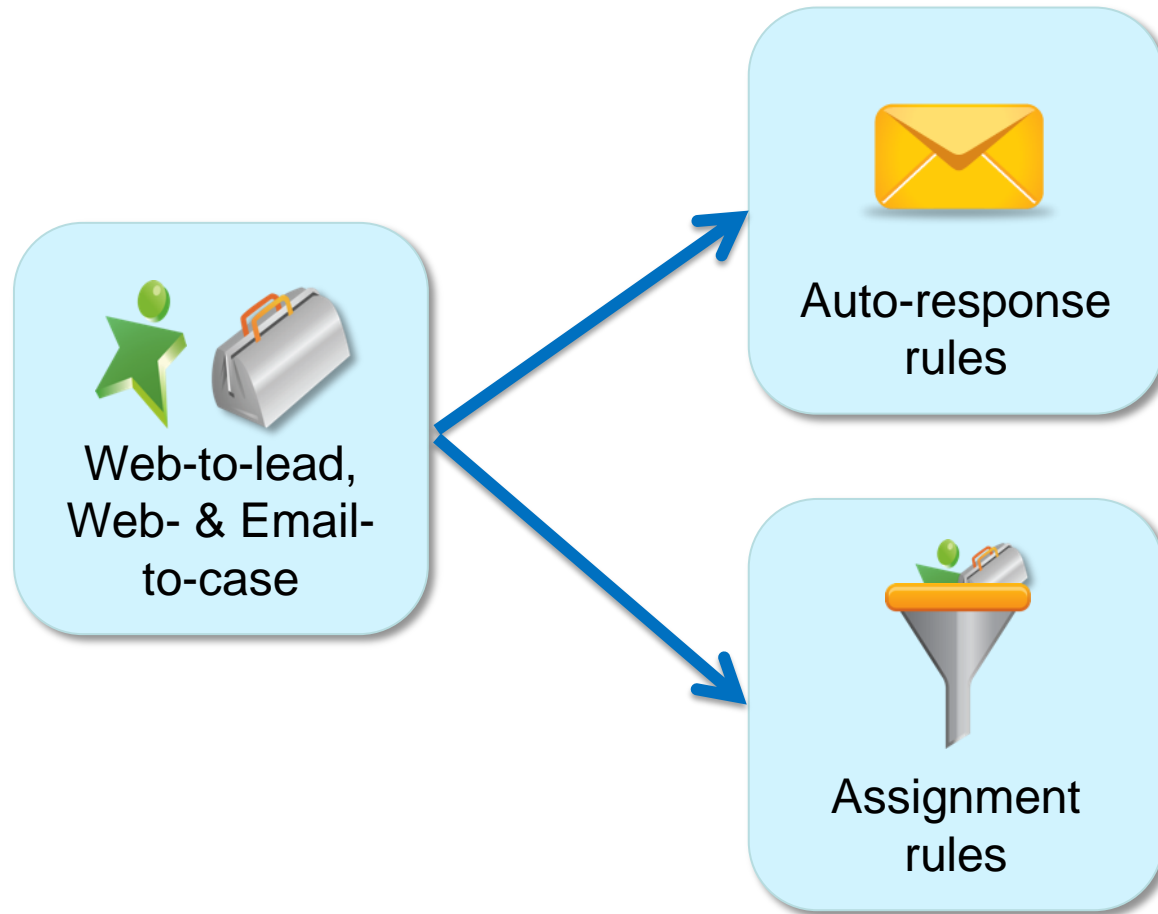 Auto-response
rules
Web-to-lead,
Web- & Email-
to-case
Assignment
rules